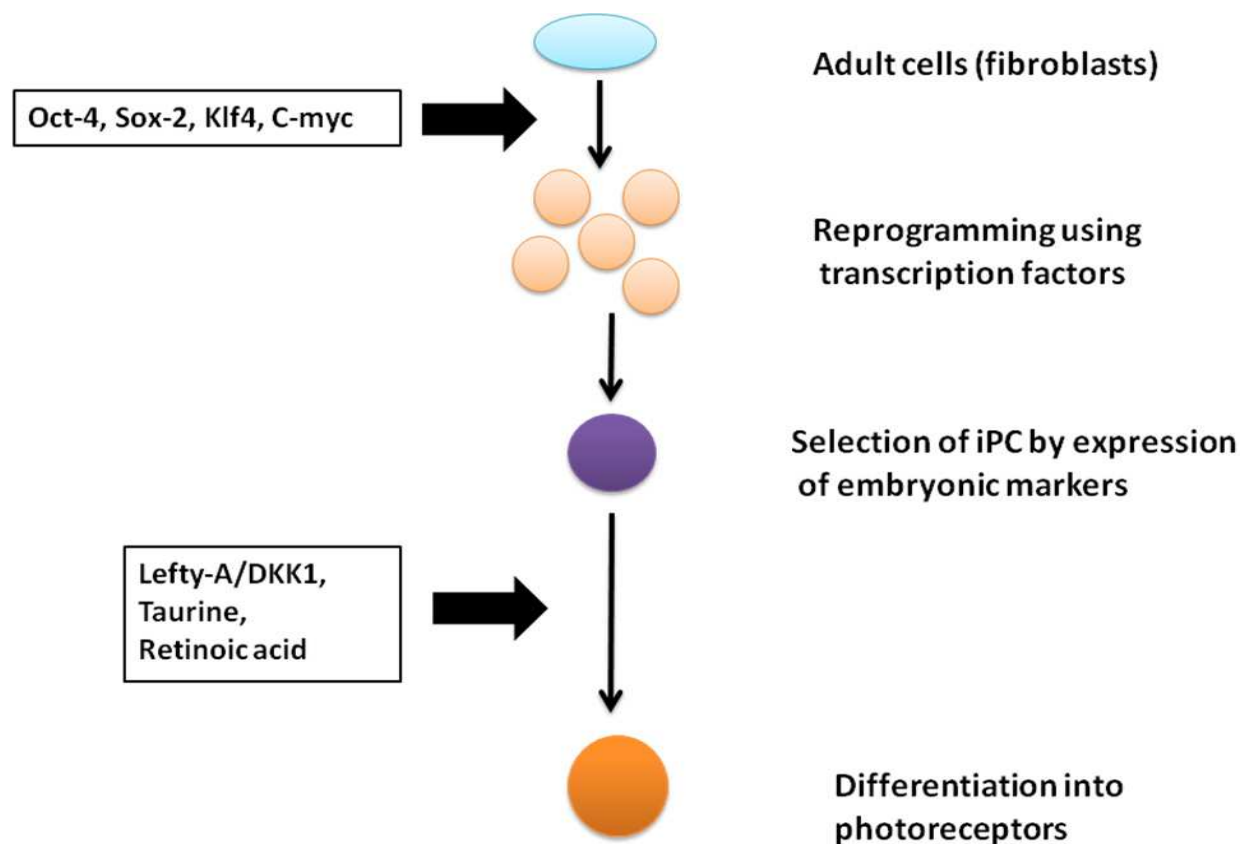 Adult cells (fibroblasts)
Oct-4, Sox-2, Klf4, C-myc
Reprogramming using
transcription factors
Selection of iPC by expression
of embryonic markers
Lefty-A/DKK1,
Taurine,
Retinoic acid
Differentiation into
photoreceptors